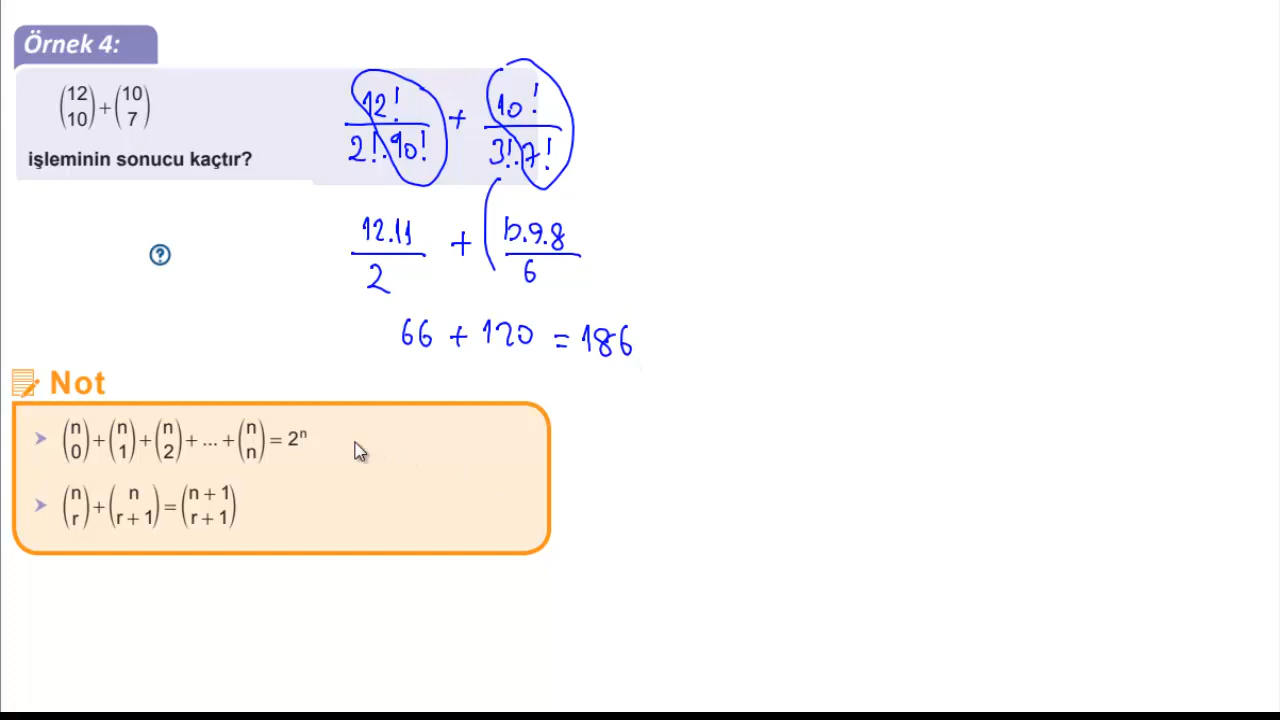 Örnek 4:
(12 10) + (10 7)
işleminin sonucu kaçtır?
12! / 2!.10! + 10! / 3!.7!
12.11 / 2 + 10.9.8 / 6
66 + 120 = 186
Not
(n 0) + (n 1) + (n 2) + ... + (n n) = 2ⁿ
(n r) + (n r + 1) = (n + 1 r + 1)